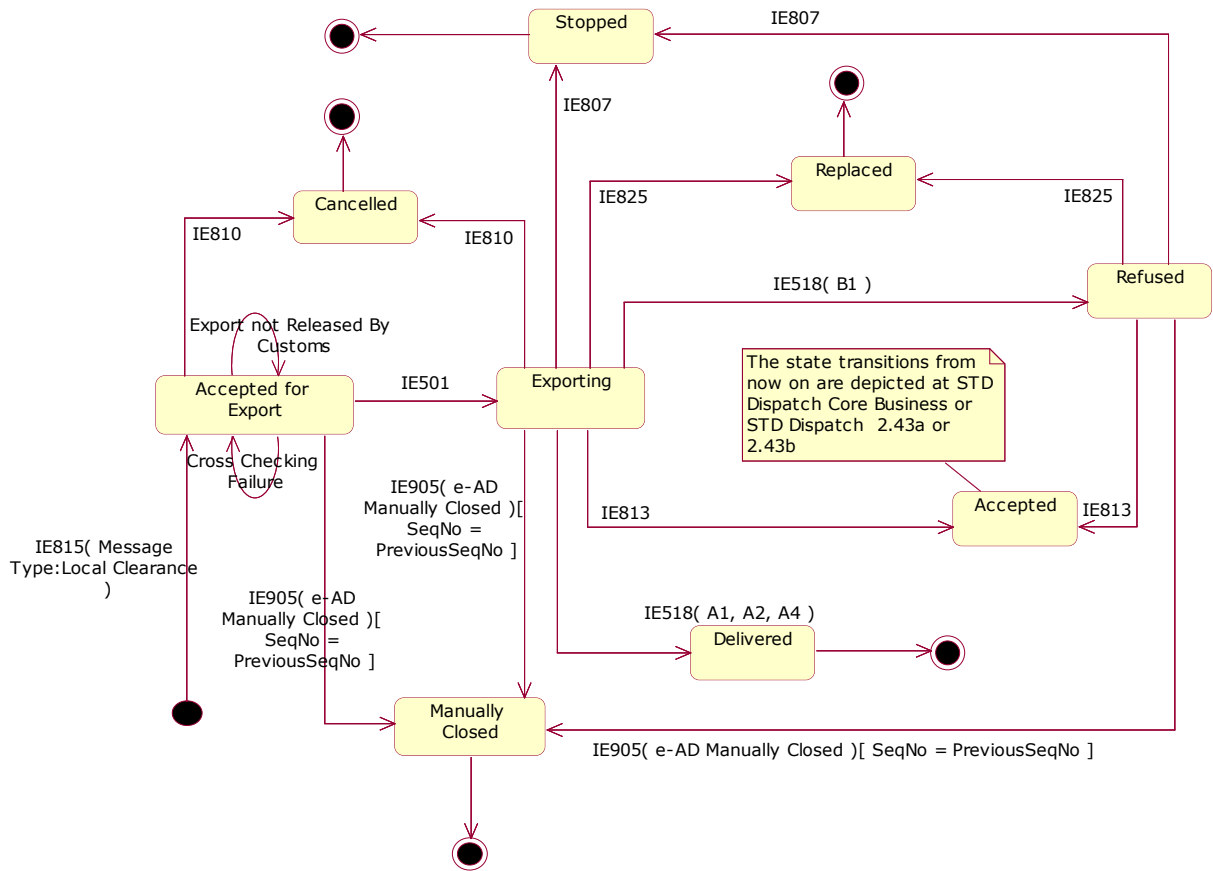 Stopped
IE807
IE807
Replaced
Cancelled
IE825
IE825
IE810
IE810
Refused
IE518( B1 )
Export not Released By
Customs
The state transitions from
now on are depicted at STD
Dispatch Core Business or
STD Dispatch  2.43a or
2.43b
Accepted for
Export
IE501
Exporting
Cross Checking
Failure
IE905( e-AD
Manually Closed )[
SeqNo =
PreviousSeqNo ]
IE813
Accepted
IE813
IE815( Message
Type:Local Clearance
)
IE905( e-AD
Manually Closed )[
SeqNo =
PreviousSeqNo ]
IE518( A1, A2, A4 )
Delivered
Manually
Closed
IE905( e-AD Manually Closed )[ SeqNo = PreviousSeqNo ]